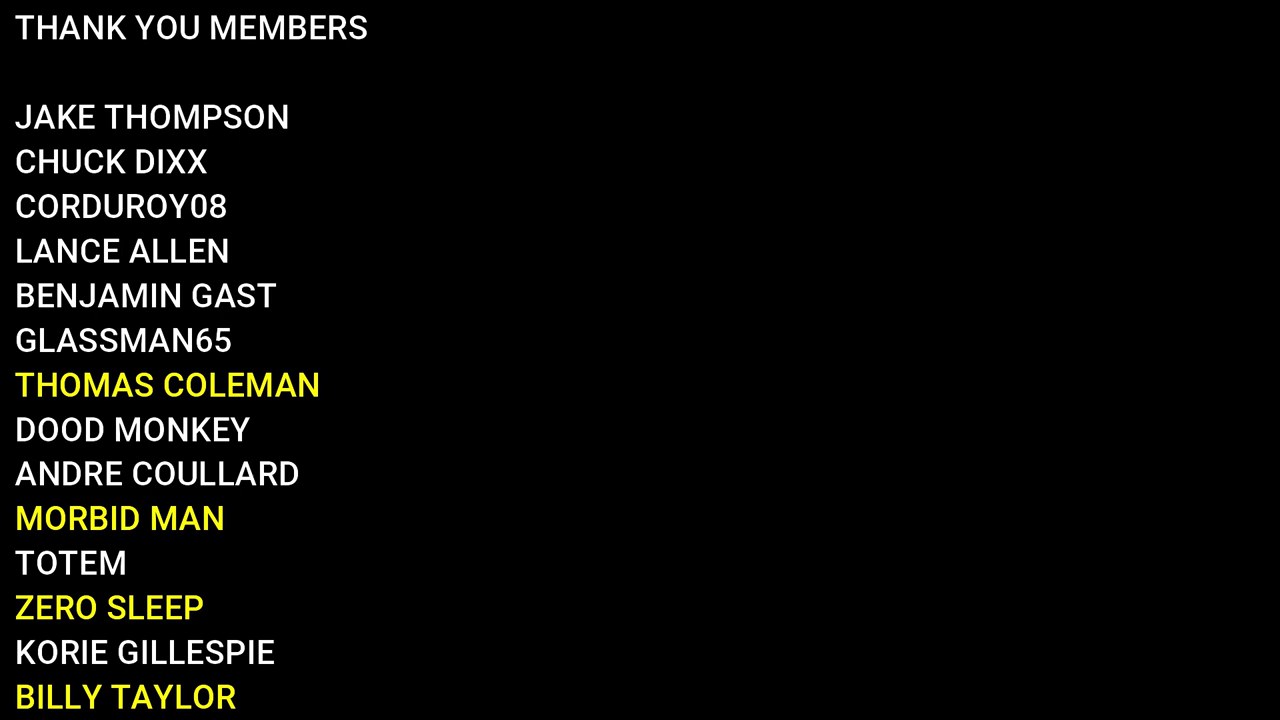 THANK YOU MEMBERS
JAKE THOMPSON
CHUCK DIXX
CORDUROY08
LANCE ALLEN
BENJAMIN GAST
GLASSMAN65
THOMAS COLEMAN
DOOD MONKEY
ANDRE COULLARD
MORBID MAN
TOTEM
ZERO SLEEP
KORIE GILLESPIE
BILLY TAYLOR